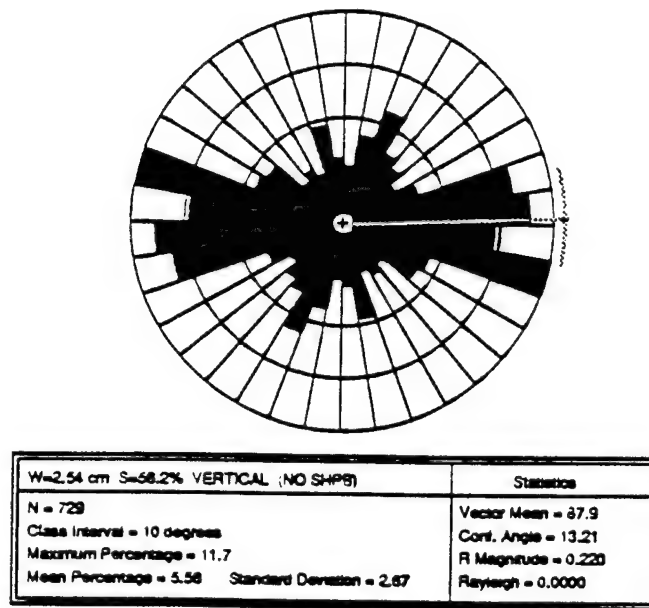 W=2.54 cm S=56.2% VERTICAL (NO SHPB)
Statistics
N = 729
Class Interval = 10 degrees
Maximum Percentage = 11.7
Mean Percentage = 5.56 Standard Deviation = 2.67
Vector Mean = 87.9
Conf. Angle = 13.21
R Magnitude = 0.220
Rayleigh = 0.0000